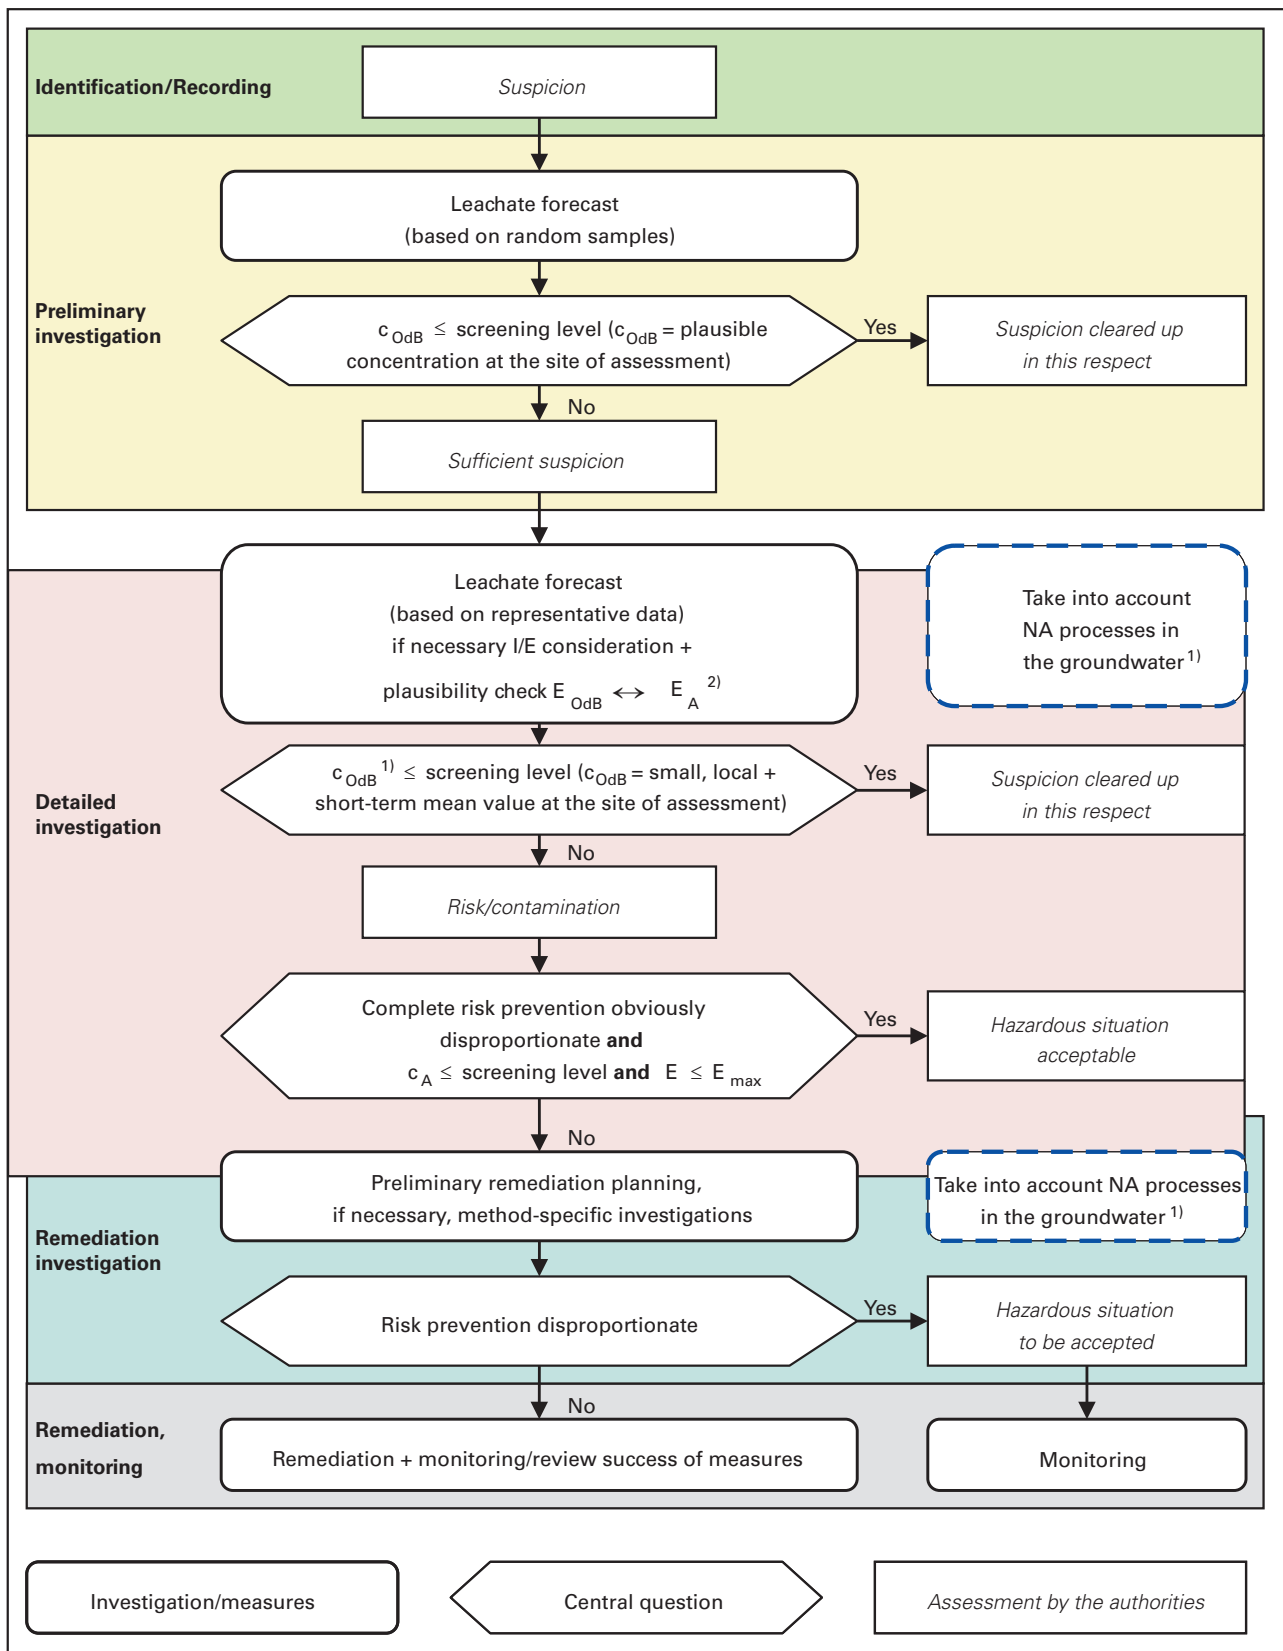 Identification/Recording
Suspicion
Leachate forecast
(based on random samples)
Preliminary
investigation
c OdB ≤ screening level (c OdB = plausible
concentration at the site of assessment)
Yes
Suspicion cleared up
in this respect
No
Sufficient suspicion
Leachate forecast
(based on representative data)
if necessary I/E consideration +
plausibility check E OdB ↔ E A 2)
Take into account
NA processes in
the groundwater 1)
Detailed
investigation
c OdB 1) ≤ screening level (c OdB = small, local +
short-term mean value at the site of assessment)
Yes
Suspicion cleared up
in this respect
No
Risk/contamination
Complete risk prevention obviously
disproportionate and
c A ≤ screening level and E ≤ E max
Yes
Hazardous situation
acceptable
No
Preliminary remediation planning,
if necessary, method-specific investigations
Take into account NA processes
in the groundwater 1)
Remediation
investigation
Risk prevention disproportionate
Yes
Hazardous situation
to be accepted
No
Remediation,
monitoring
Remediation + monitoring/review success of measures
Monitoring
Investigation/measures
Central question
Assessment by the authorities